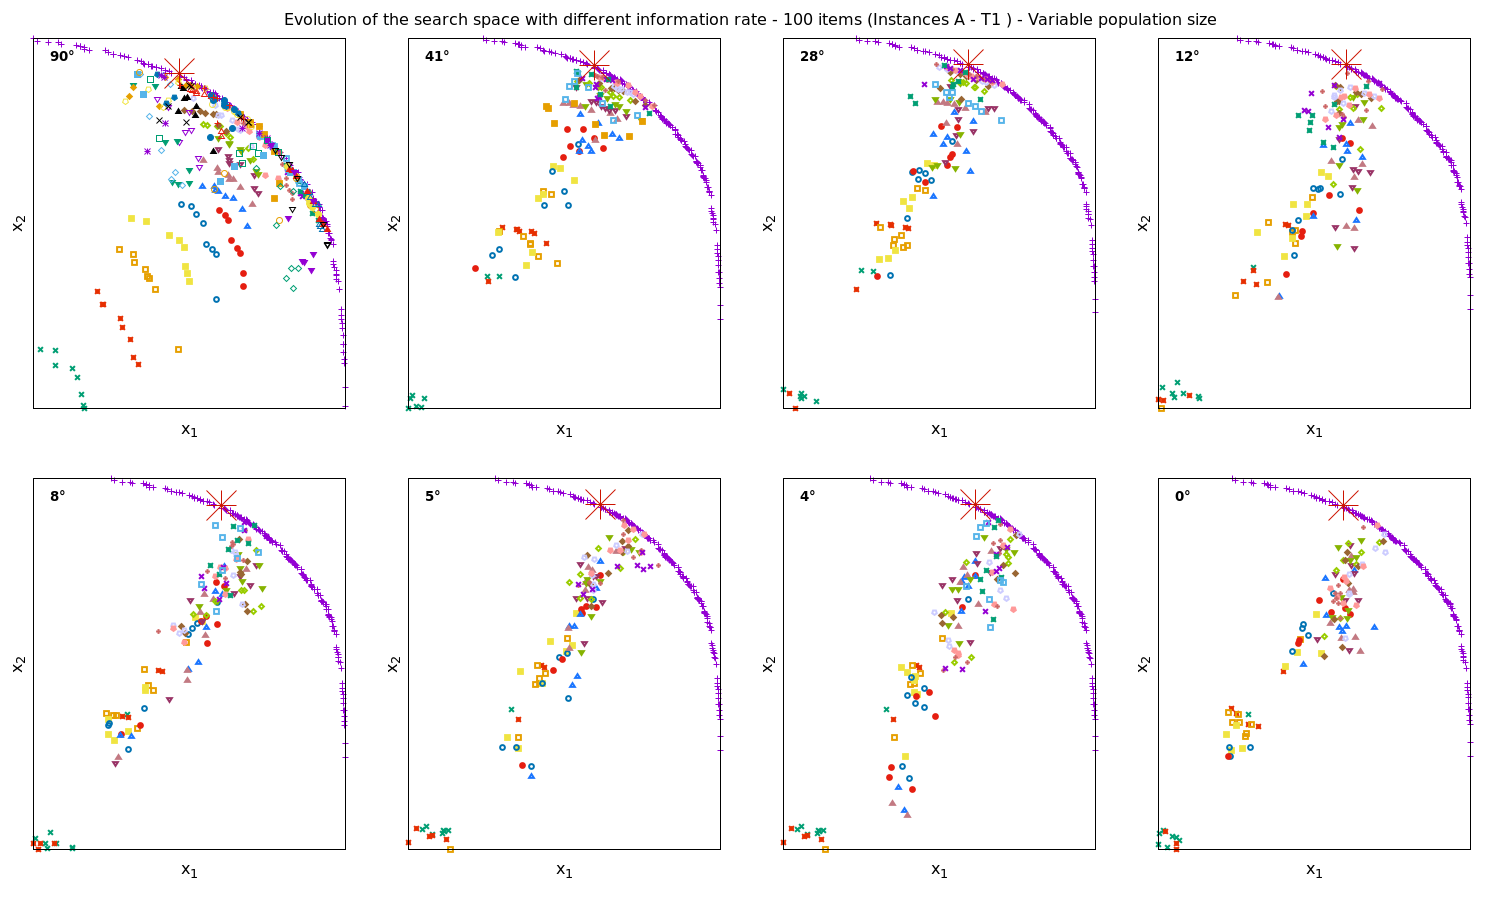 Evolution of the search space with different information rate - 100 items (Instances A - T1 ) - Variable population size
90°
41°
28°
12°
x2
x2
x2
x2
x1
x1
x1
x1
8°
5°
4°
0°
x2
x2
x2
x2
x1
x1
x1
x1